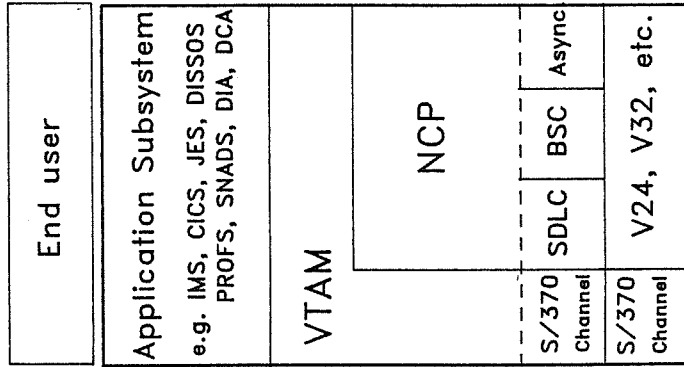 End user
Application Subsystem
e.g. IMS, CICS, JES, DISSOS
PROFS, SNADS, DIA, DCA
VTAM
NCP
S/370
Channel
SDLC
BSC
Async
S/370
Channel
V24, V32, etc.